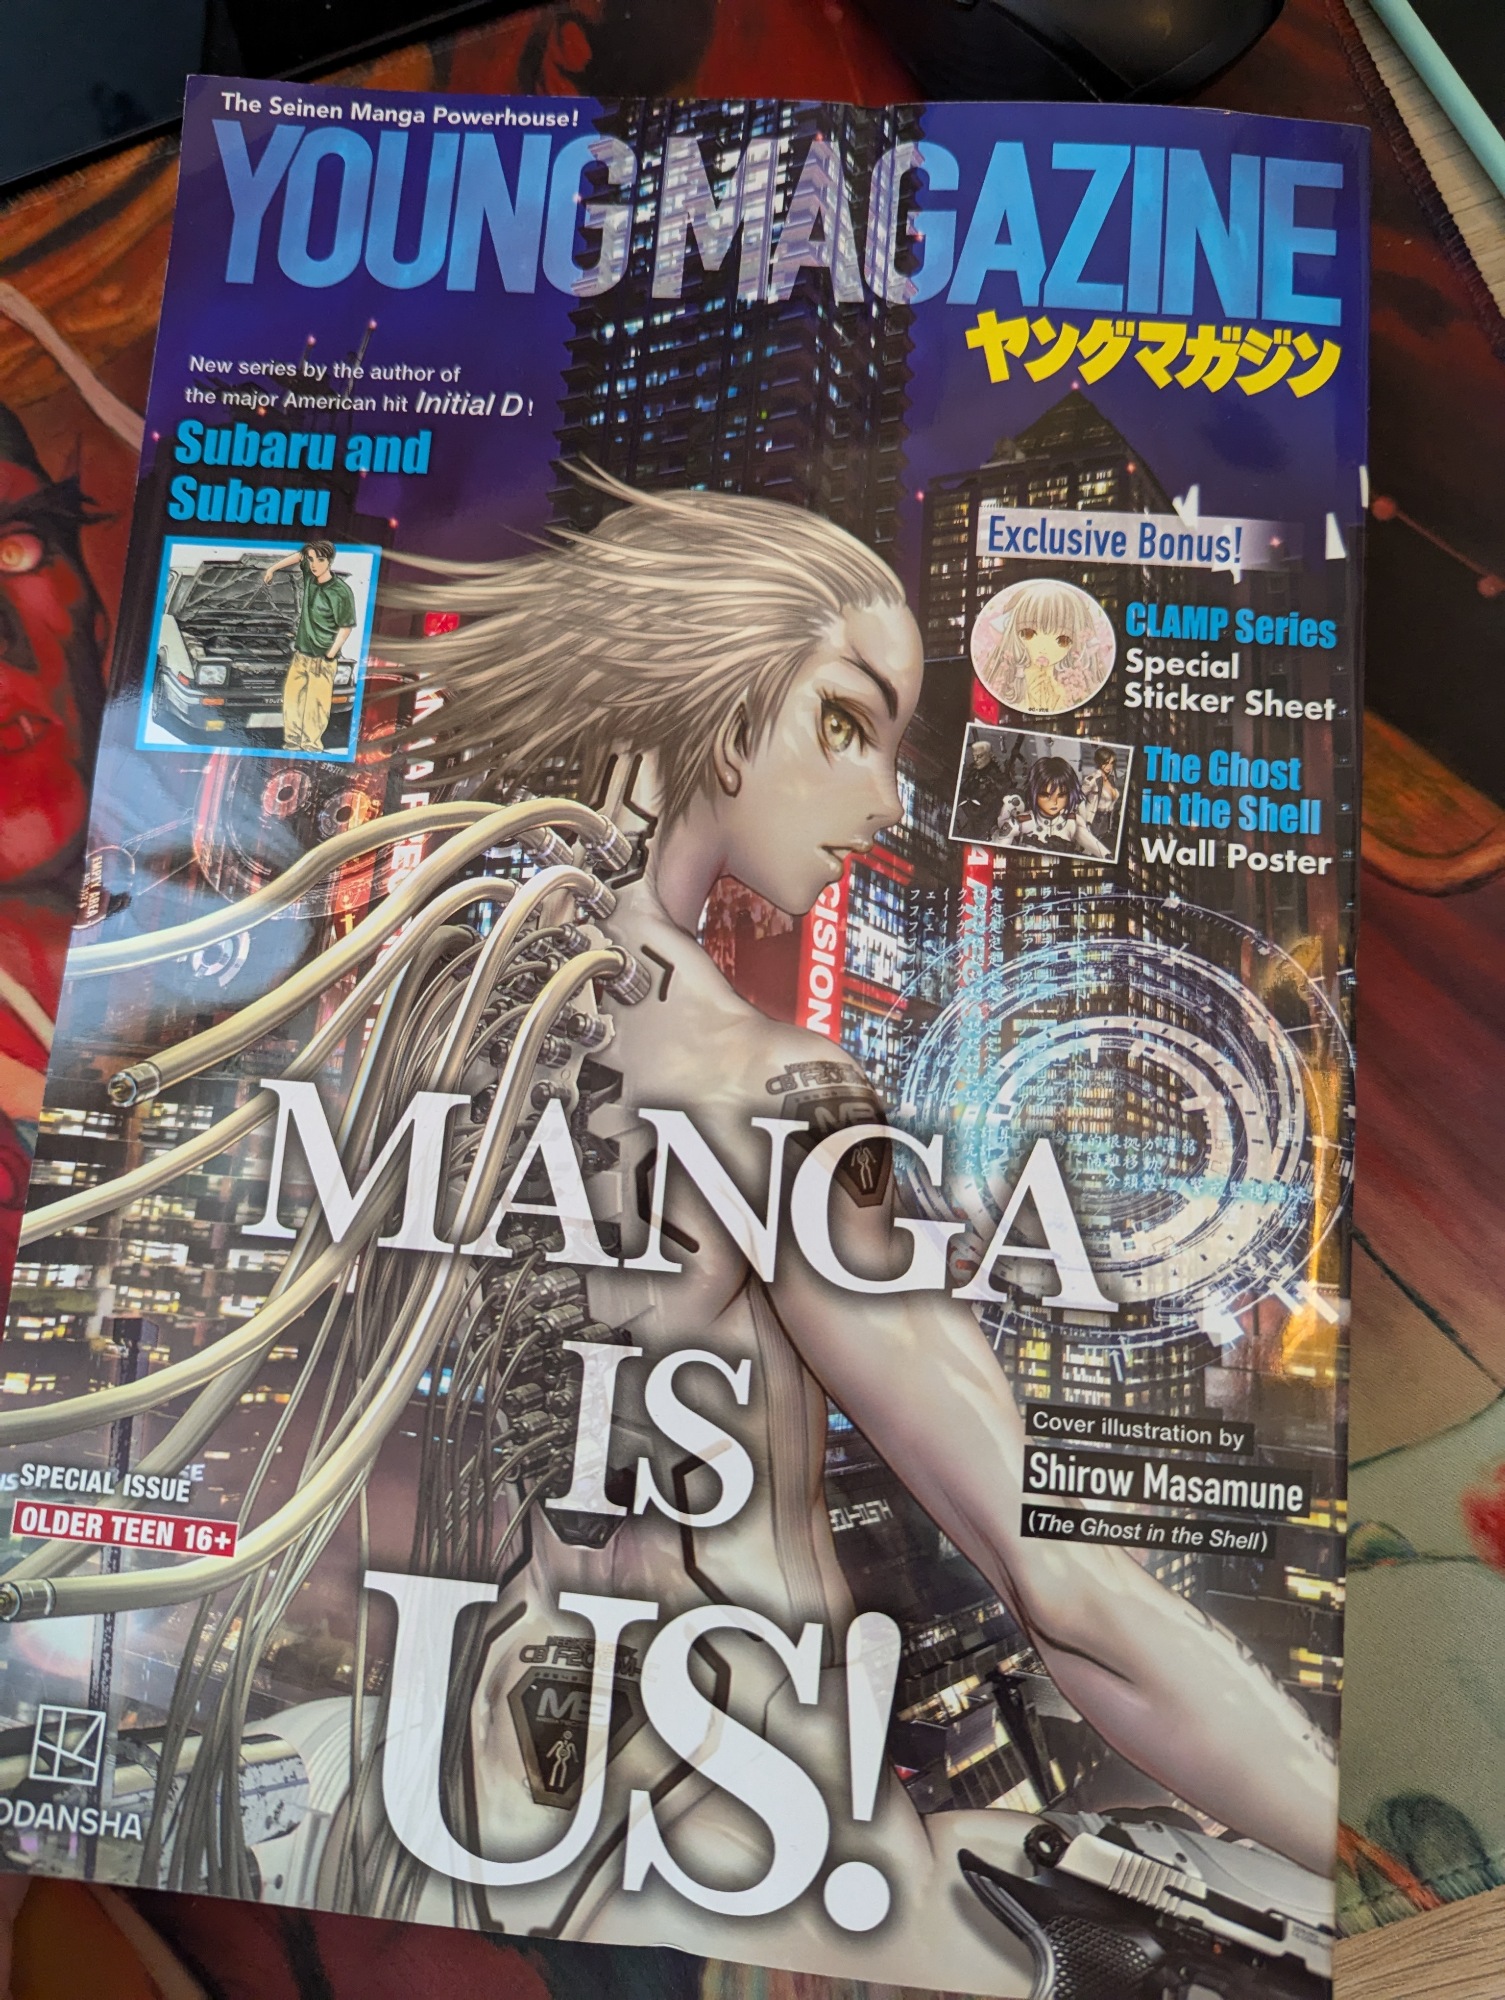 The Seinen Manga Powerhouse!
YOUNG MAGAZINE
ヤングマガジン
New series by the author of
the major American hit Initial D!
Subaru and
Subaru
Exclusive Bonus!
CLAMP Series
Special
Sticker Sheet
The Ghost
in the Shell
Wall Poster
CISION
MANGA
IS
US!
Cover illustration by
Shirow Masamune
(The Ghost in the Shell)
SPECIAL ISSUE
OLDER TEEN 16+
ODANSHA